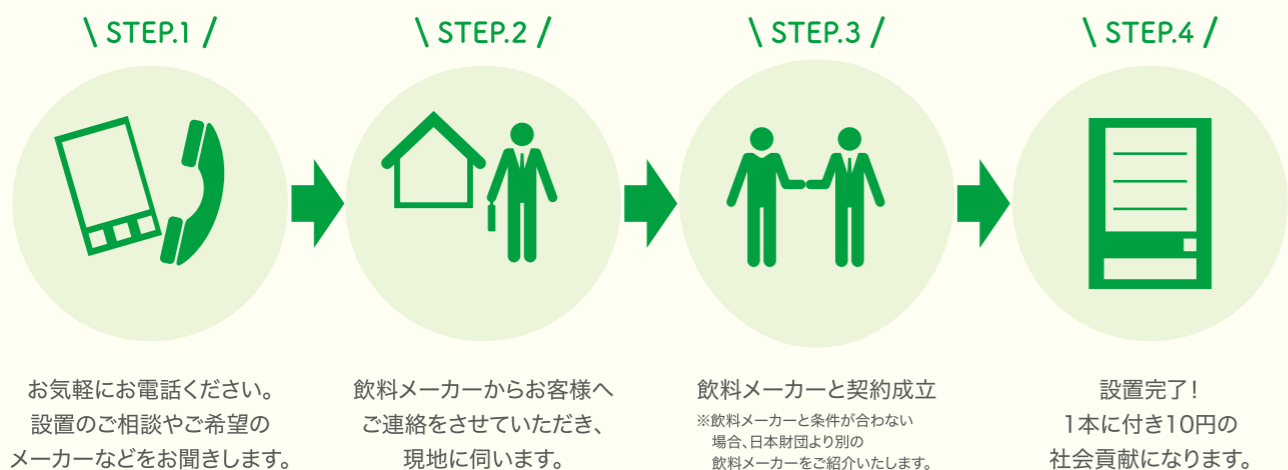 \ STEP.1 /
お気軽にお電話ください。
設置のご相談やご希望の
メーカーなどをお聞きします。
\ STEP.2 /
飲料メーカーからお客様へ
ご連絡をさせていただき、
現地に伺います。
\ STEP.3 /
飲料メーカーと契約成立
※飲料メーカーと条件が合わない
場合、日本財団より別の
飲料メーカーをご紹介いたします。
\ STEP.4 /
設置完了！
1本に付き10円の
社会貢献になります。